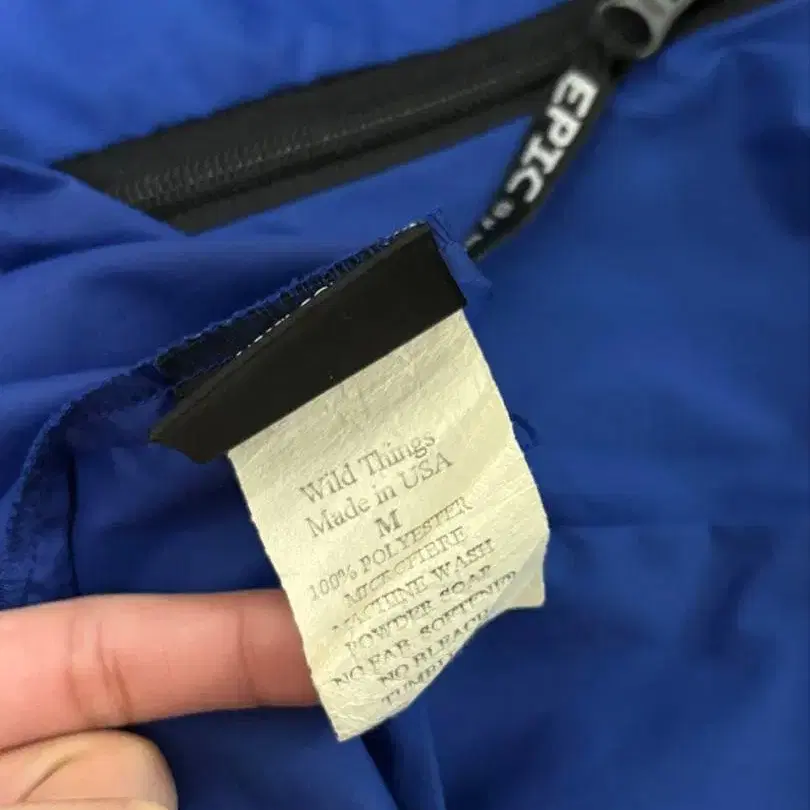 EPIC
Wild Things
Made in USA
M
100% POLYESTER
MICROFIBRE
MACHINE WASH
POWDER SOAP
NO FAB. SOFTENER
NO BLEACH